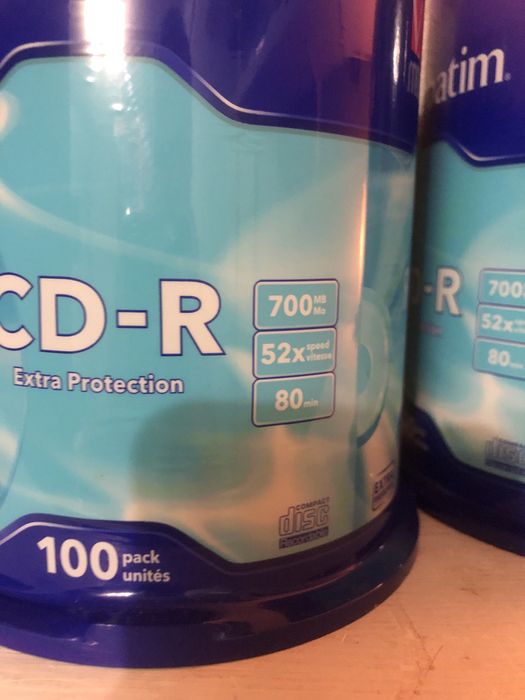 CD-R
Extra Protection
700 MB Mo
52x speed vitesse
80 min
COMPACT
disc
Recordable
EXTRA
100 pack unités
atim®
-R
700
52x
80